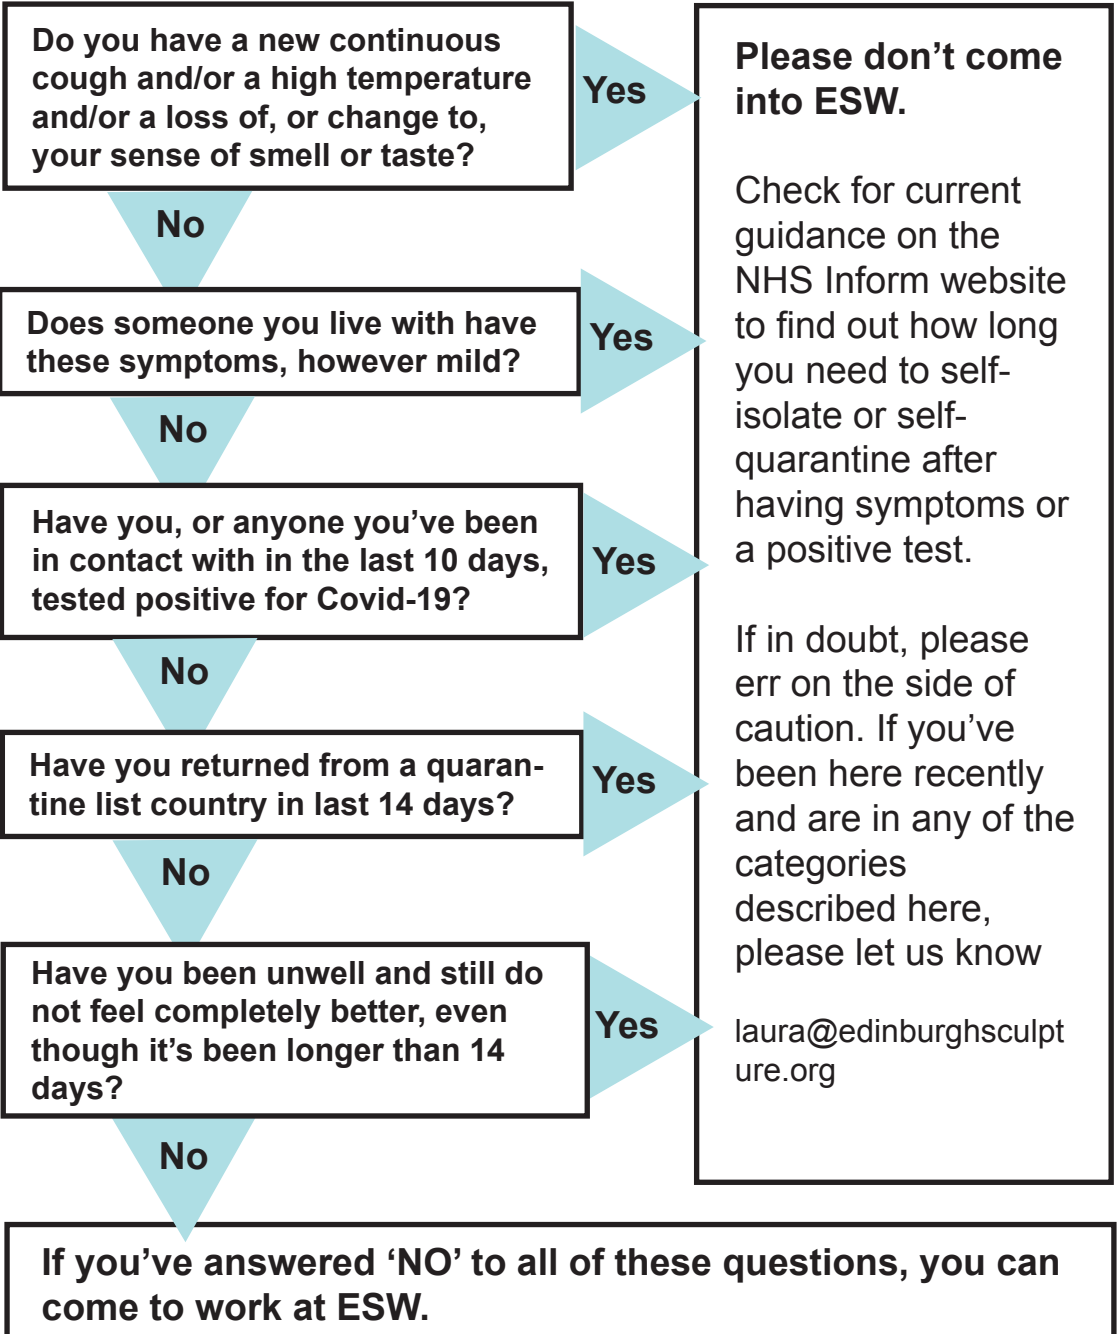 Do you have a new continuous
cough and/or a high temperature
and/or a loss of, or change to,
your sense of smell or taste?
Yes
No
Does someone you live with have
these symptoms, however mild?
Yes
No
Have you, or anyone you’ve been
in contact with in the last 10 days,
tested positive for Covid-19?
Yes
No
Have you returned from a quaran-
tine list country in last 14 days?
Yes
No
Have you been unwell and still do
not feel completely better, even
though it’s been longer than 14
days?
Yes
No
Please don’t come
into ESW.
Check for current
guidance on the
NHS Inform website
to find out how long
you need to self-
isolate or self-
quarantine after
having symptoms or
a positive test.
If in doubt, please
err on the side of
caution. If you’ve
been here recently
and are in any of the
categories
described here,
please let us know
laura@edinburghsculpt
ure.org
If you’ve answered ‘NO’ to all of these questions, you can
come to work at ESW.